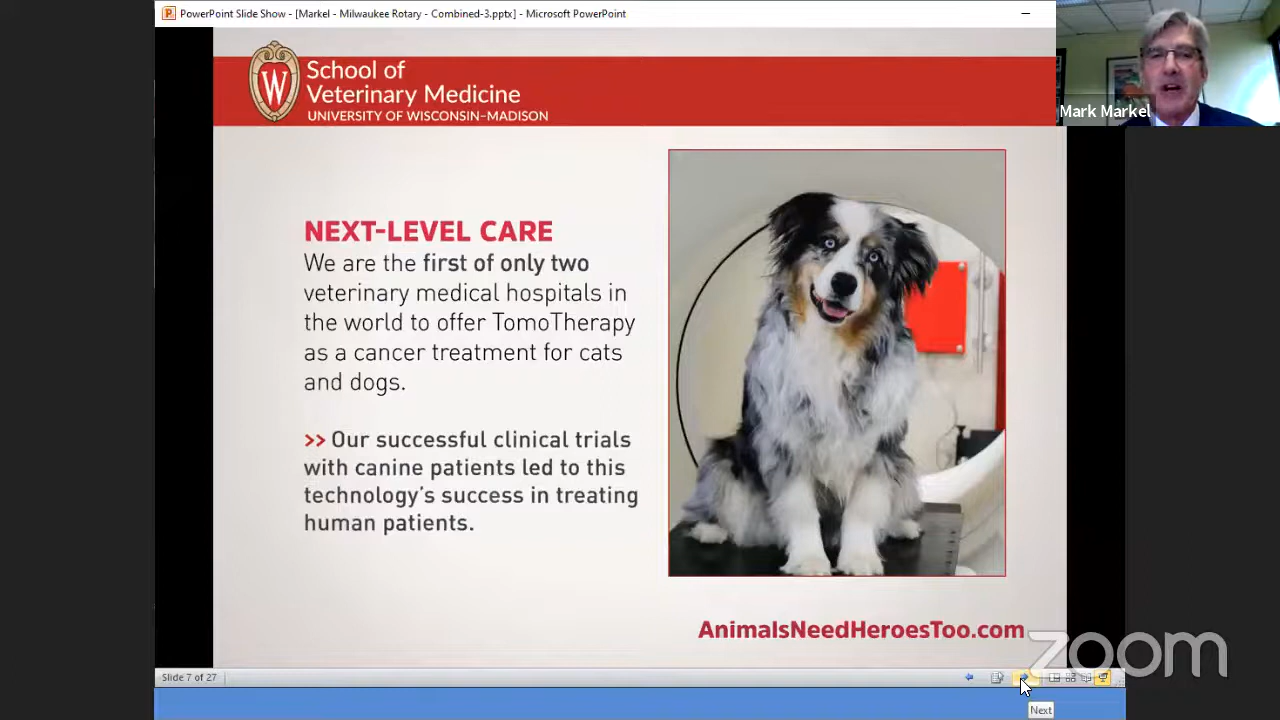 PowerPoint Slide Show - [Markel - Milwaukee Rotary - Combined-3.pptx] - Microsoft PowerPoint
School of
Veterinary Medicine
UNIVERSITY OF WISCONSIN–MADISON
W
Mark Markel
NEXT-LEVEL CARE
We are the first of only two
veterinary medical hospitals in
the world to offer TomoTherapy
as a cancer treatment for cats
and dogs.
>> Our successful clinical trials
with canine patients led to this
technology's success in treating
human patients.
AnimalsNeedHeroesToo.com
zoom
Slide 7 of 27
Next